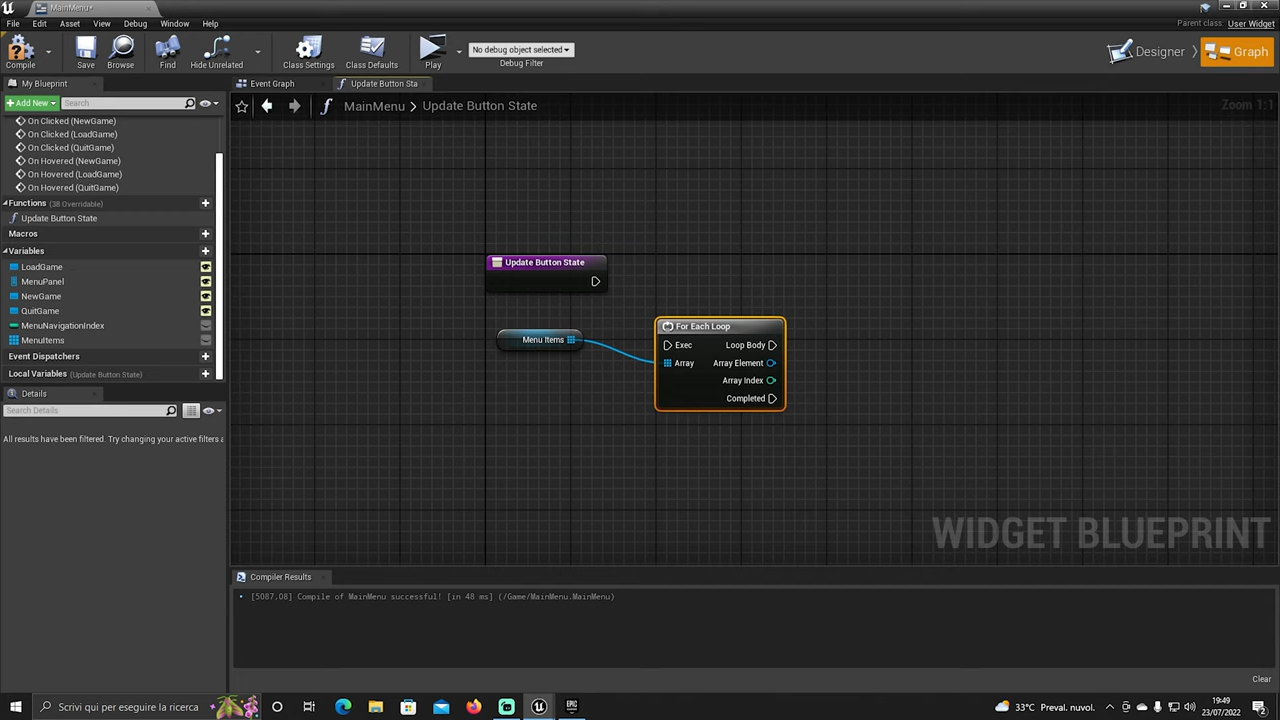 MainMenu*
File Edit Asset View Debug Window Help
Parent class: User Widget
Compile Save Browse Find Hide Unrelated Class Settings Class Defaults Play
No debug object selected
Debug Filter
Designer
Graph
My Blueprint
Event Graph
Update Button Sta
+Add New
Search
MainMenu > Update Button State
Zoom 1:1
On Clicked (NewGame)
On Clicked (LoadGame)
On Clicked (QuitGame)
On Hovered (NewGame)
On Hovered (LoadGame)
On Hovered (QuitGame)
Functions (38 Overridable)
Update Button State
Macros
Variables
LoadGame
MenuPanel
NewGame
QuitGame
MenuNavigationIndex
MenuItems
Event Dispatchers
Local Variables (Update Button State)
Details
Search Details
All results have been filtered. Try changing your active filters a
Update Button State
Menu Items
For Each Loop
Exec Loop Body
Array Array Element
Array Index
Completed
WIDGET BLUEPRINT
Compiler Results
[5087,08] Compile of MainMenu successful! [in 48 ms] (/Game/MainMenu.MainMenu)
Clear
Scrivi qui per eseguire la ricerca
33°C Preval. nuvol.
19:49
23/07/2022
2